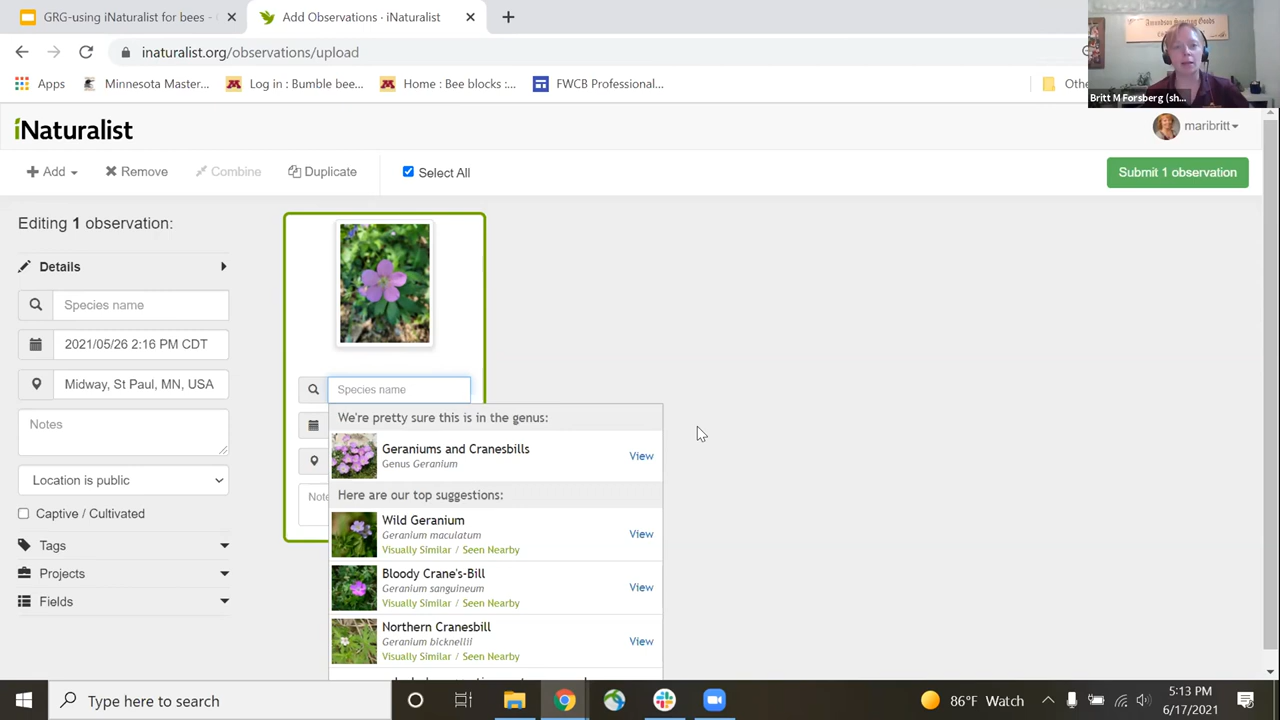 GRG-using iNaturalist for bees -
Add Observations · iNaturalist
inaturalist.org/observations/upload
Apps
Minnesota Master...
Log in : Bumble bee...
Home : Bee blocks :...
FWCB Professional...
Othe
Amundson Sporting Goods
Britt M Forsberg (sh...
iNaturalist
maribritt
Add
Remove
Combine
Duplicate
Select All
Submit 1 observation
Editing 1 observation:
Details
Species name
2021/05/26 2:16 PM CDT
Midway, St Paul, MN, USA
Notes
Location is public
Captive / Cultivated
Tags
Projects
Fields
Species name
Note
We're pretty sure this is in the genus:
Geraniums and Cranesbills
Genus Geranium
View
Here are our top suggestions:
Wild Geranium
Geranium maculatum
Visually Similar / Seen Nearby
View
Bloody Crane's-Bill
Geranium sanguineum
Visually Similar / Seen Nearby
View
Northern Cranesbill
Geranium bicknellii
Visually Similar / Seen Nearby
View
Type here to search
86°F Watch
5:13 PM
6/17/2021